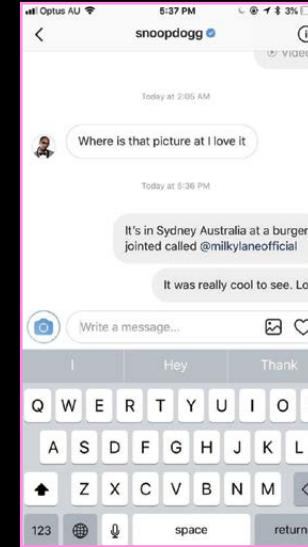 Optus AU 5:37 PM 3%
snoopdogg
Video
Today at 2:05 AM
Where is that picture at I love it
Today at 5:36 PM
It's in Sydney Australia at a burger
jointed called @milkylaneofficial
It was really cool to see. Lo
Write a message...
I Hey Thank
Q W E R T Y U I O
A S D F G H J K L
Z X C V B N M
123 space return